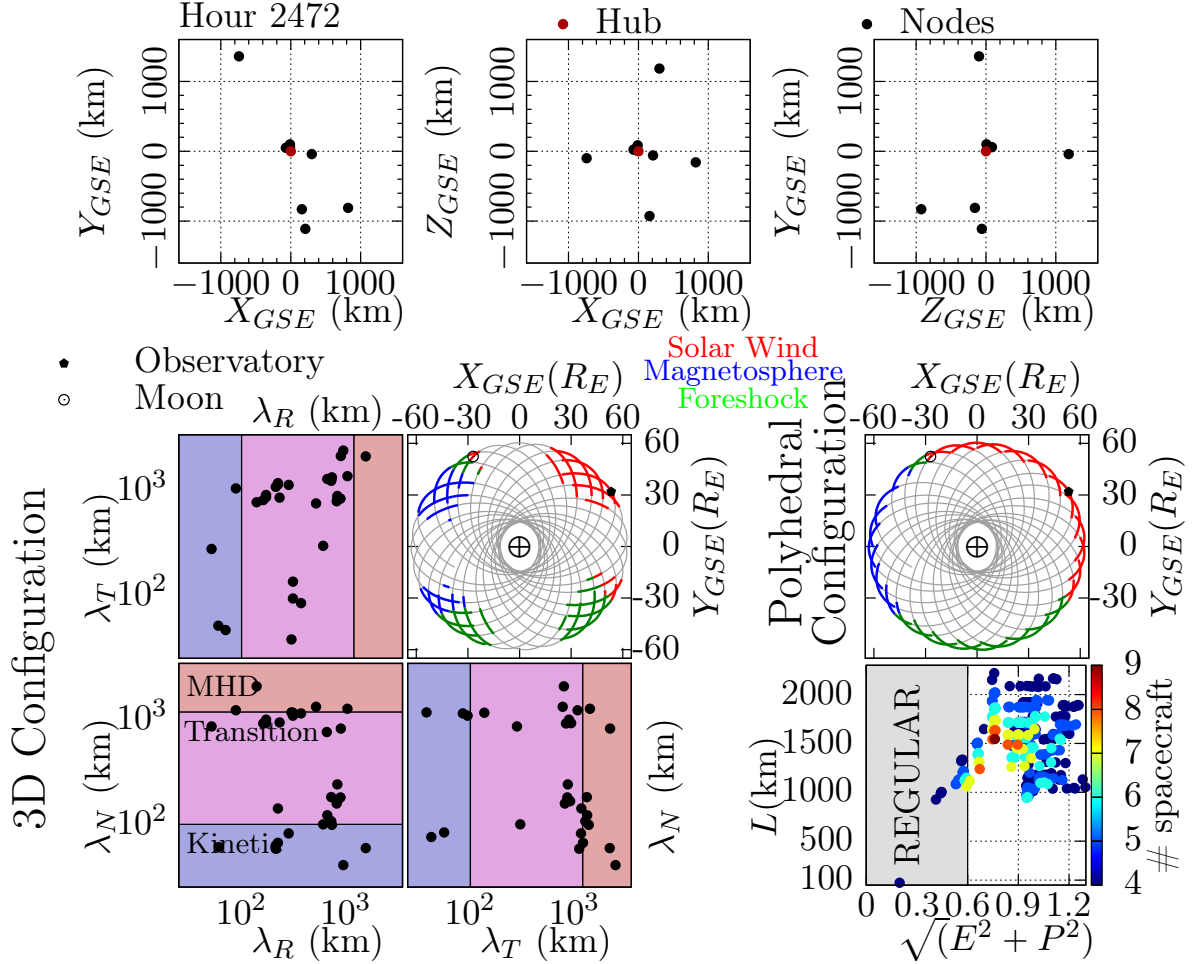 Hour 2472
Hub
Nodes
Y_GSE (km)
1000
0
−1000
−1000 0 1000
X_GSE (km)
Z_GSE (km)
−1000 0 1000
X_GSE (km)
Y_GSE (km)
1000
0
−1000
−1000 0 1000
Z_GSE (km)
Observatory
Moon
Solar Wind
Magnetosphere
Foreshock
3D Configuration
λ_R (km)
λ_T (km)
10^3
10^2
X_GSE(R_E)
-60 -30 0 30 60
60
30
0
-30
-60
Y_GSE(R_E)
Polyhedral
Configuration
X_GSE(R_E)
-60 -30 0 30 60
60
30
0
-30
-60
Y_GSE(R_E)
MHD
Transition
Kinetic
λ_N (km)
10^3
10^2
10^2 10^3
λ_R (km)
10^2 10^3
λ_T (km)
λ_N (km)
REGULAR
L(km)
2000
1500
1000
500
100
0 0.3 0.6 0.9 1.2
√(E^2 + P^2)
9
8
7
6
5
4
# spacecraft